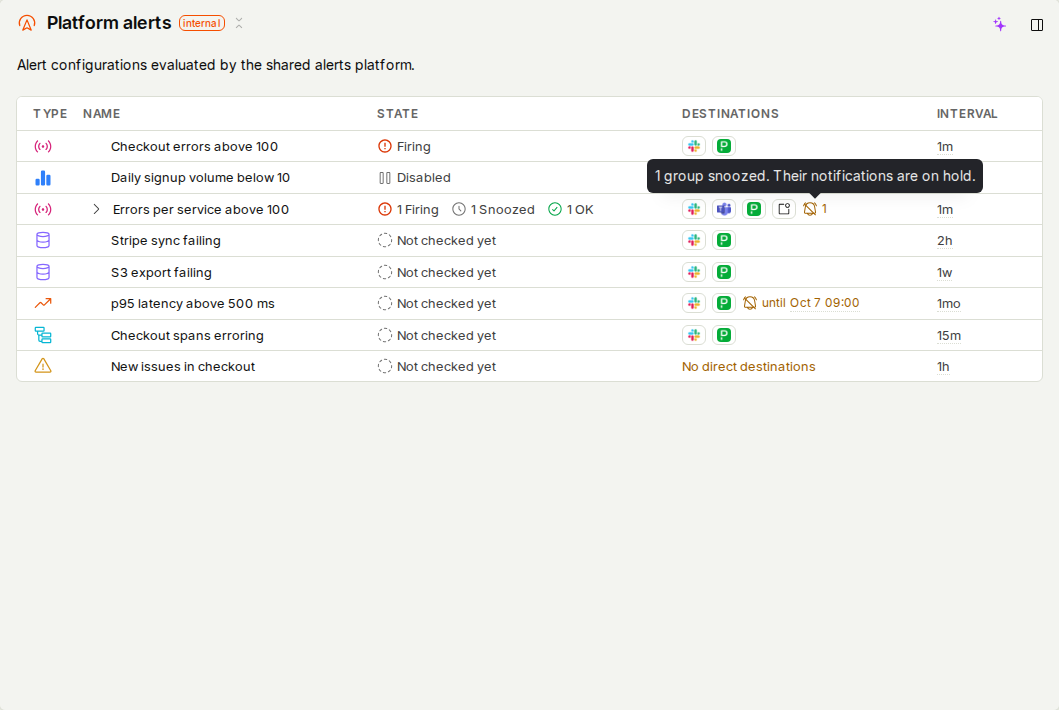 Platform alerts internal
Alert configurations evaluated by the shared alerts platform.
TYPE NAME STATE DESTINATIONS INTERVAL
Checkout errors above 100 Firing 1m
Daily signup volume below 10 Disabled
1 group snoozed. Their notifications are on hold.
Errors per service above 100 1 Firing 1 Snoozed 1 OK 1 1m
Stripe sync failing Not checked yet 2h
S3 export failing Not checked yet 1w
p95 latency above 500 ms Not checked yet until Oct 7 09:00 1mo
Checkout spans erroring Not checked yet 15m
New issues in checkout Not checked yet No direct destinations 1h